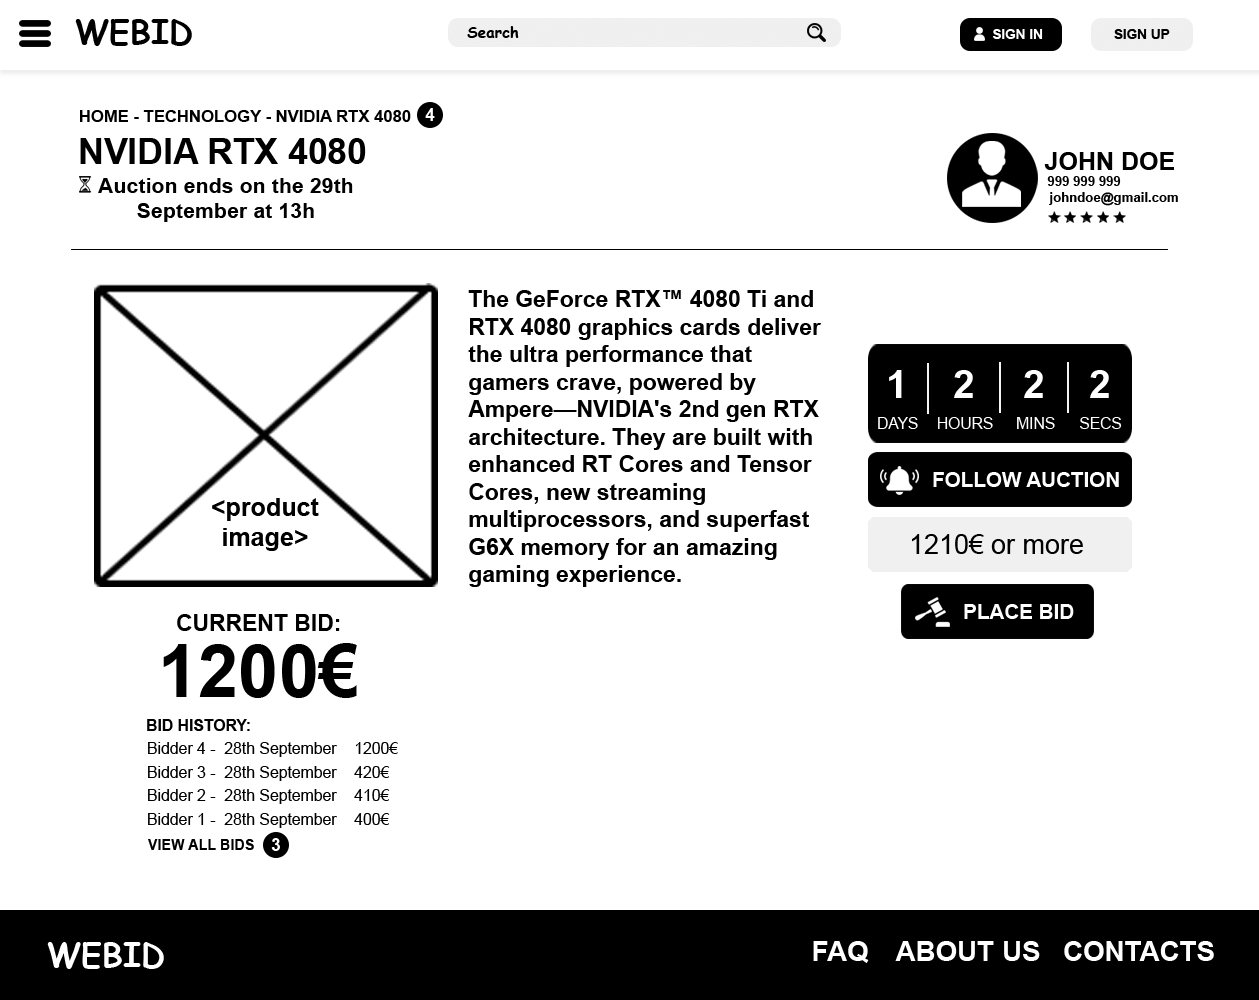 WEBID
Search
SIGN IN
SIGN UP
HOME - TECHNOLOGY - NVIDIA RTX 4080 4
NVIDIA RTX 4080
Auction ends on the 29th
September at 13h
JOHN DOE
999 999 999
johndoe@gmail.com
<product
image>
The GeForce RTX™ 4080 Ti and
RTX 4080 graphics cards deliver
the ultra performance that
gamers crave, powered by
Ampere—NVIDIA's 2nd gen RTX
architecture. They are built with
enhanced RT Cores and Tensor
Cores, new streaming
multiprocessors, and superfast
G6X memory for an amazing
gaming experience.
1 2 2 2
DAYS HOURS MINS SECS
FOLLOW AUCTION
1210€ or more
PLACE BID
CURRENT BID:
1200€
BID HISTORY:
Bidder 4 - 28th September 1200€
Bidder 3 - 28th September 420€
Bidder 2 - 28th September 410€
Bidder 1 - 28th September 400€
VIEW ALL BIDS 3
WEBID
FAQ ABOUT US CONTACTS